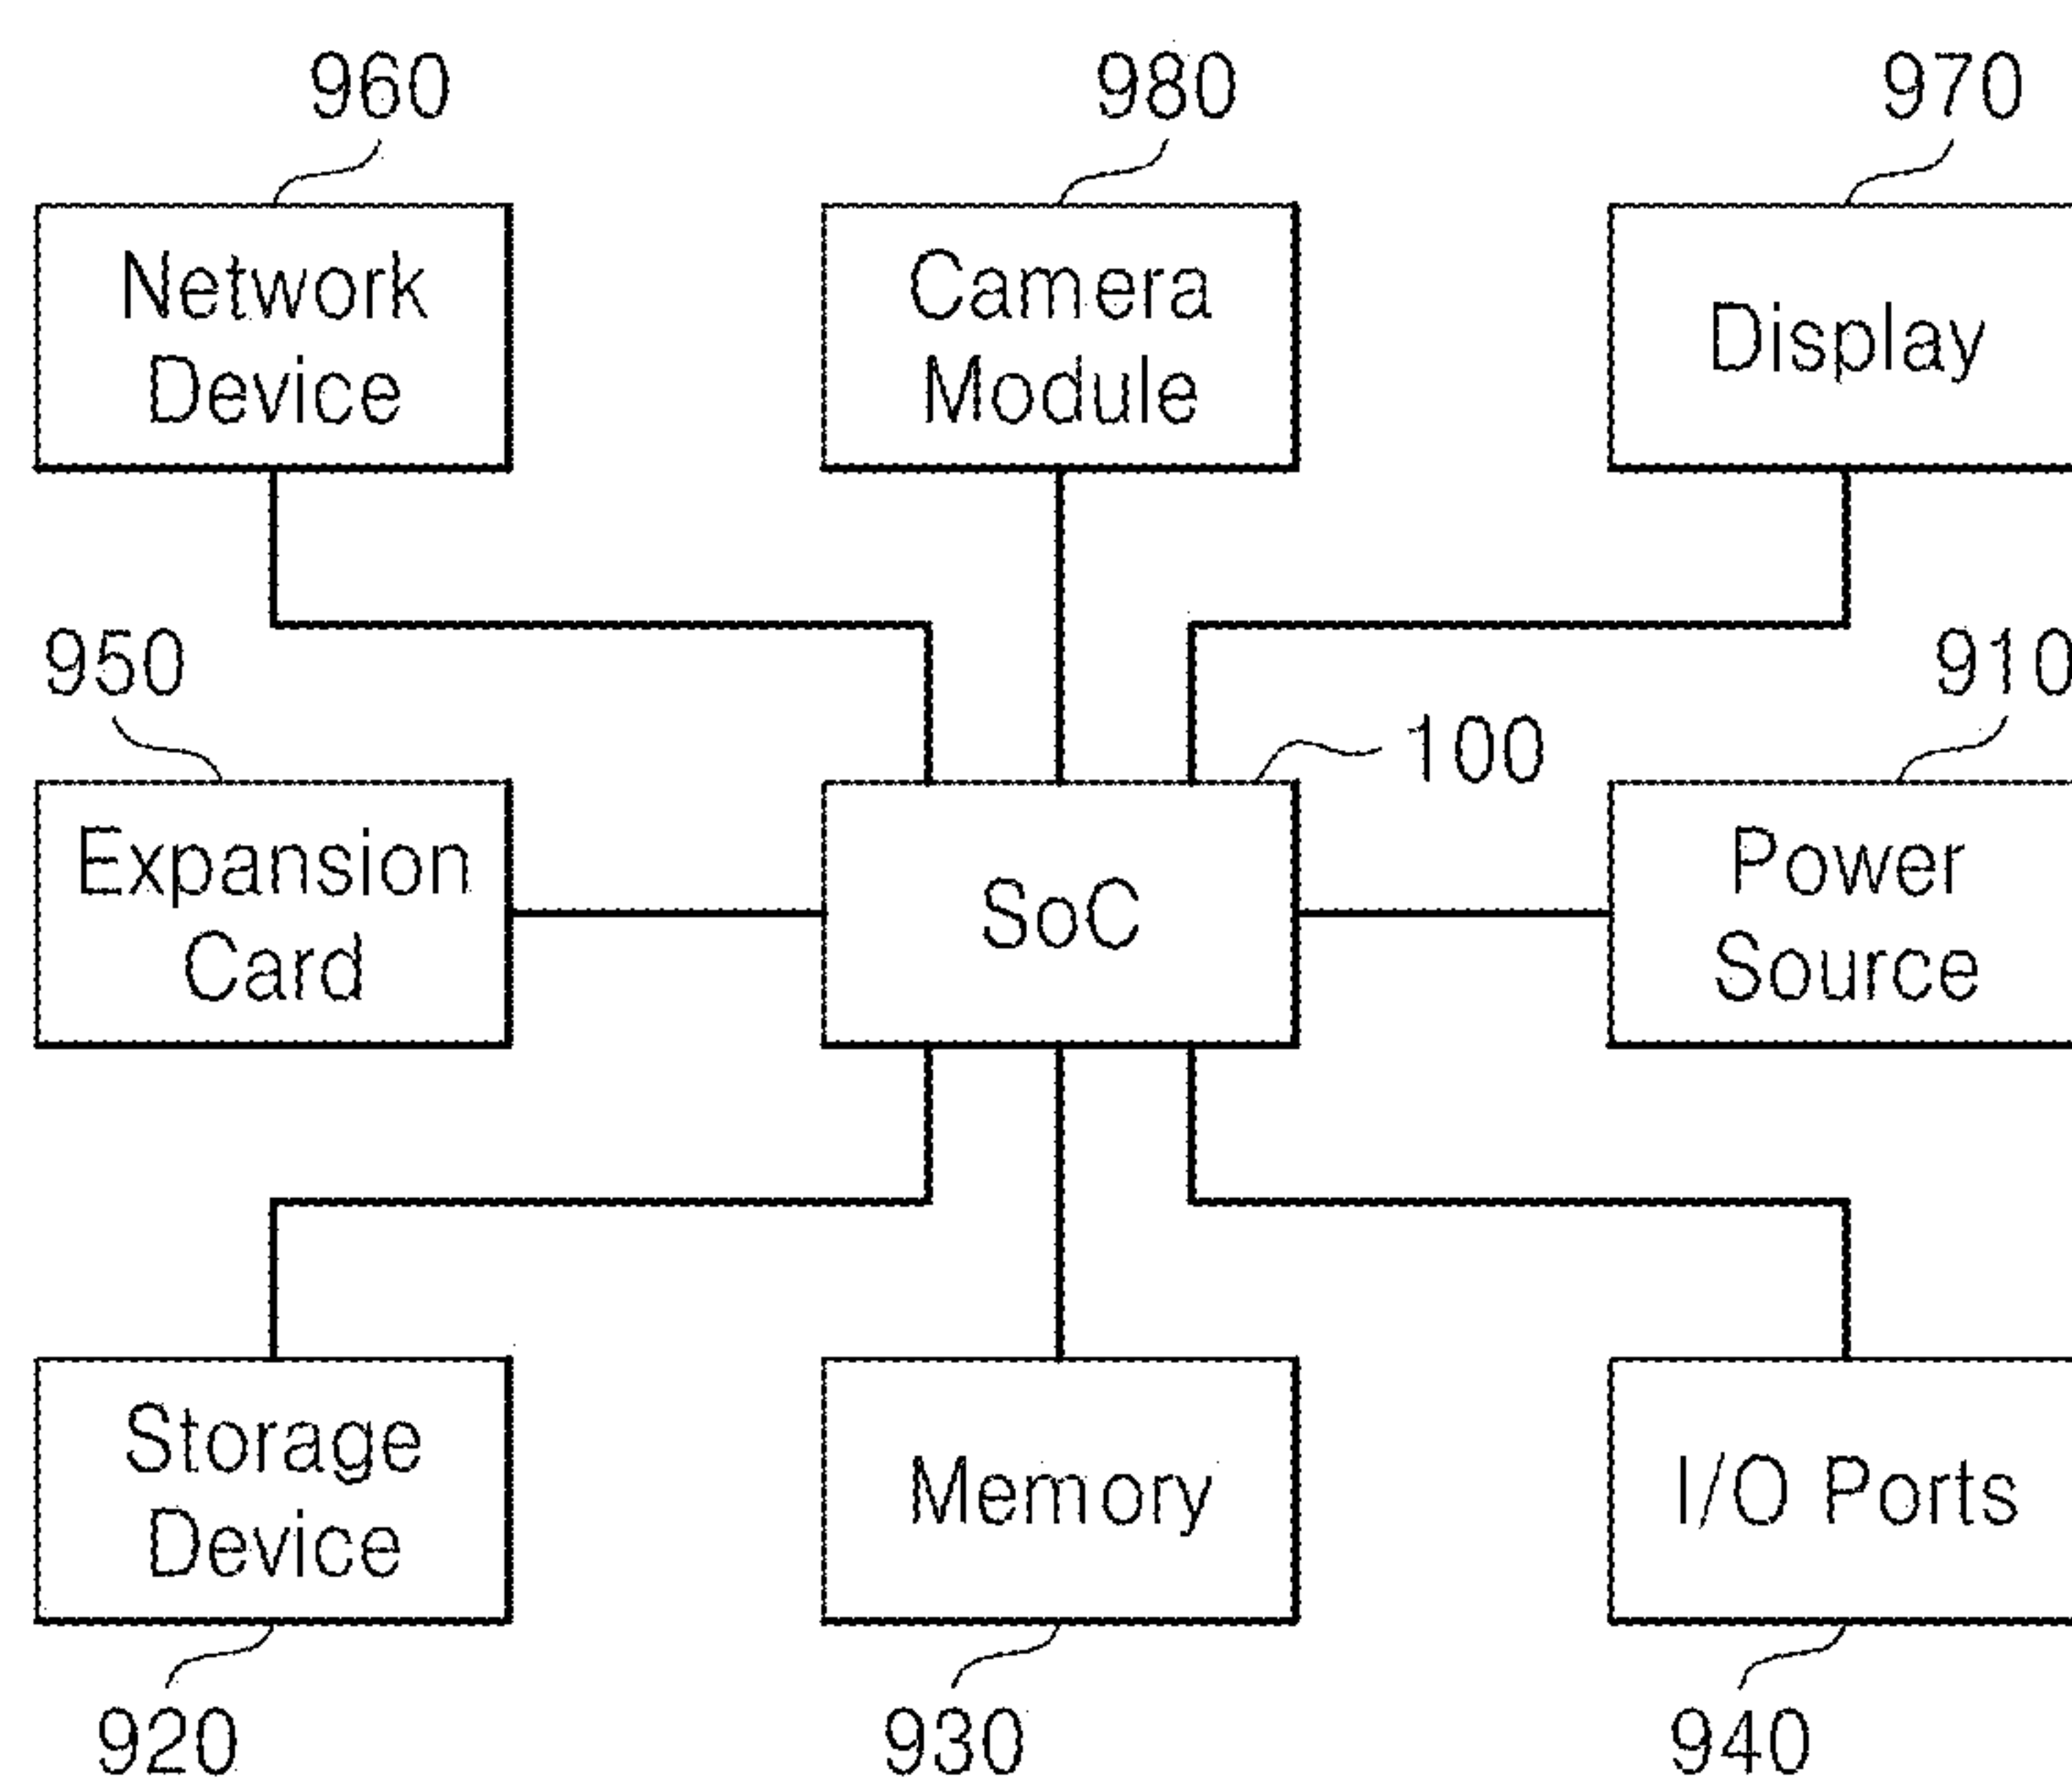 960
980
970
Network
Device
Camera
Module
Display
950
910
100
Expansion
Card
SoC
Power
Source
Storage
Device
Memory
I/O Ports
920
930
940